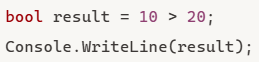 bool result = 10 > 20;
Console.WriteLine(result);